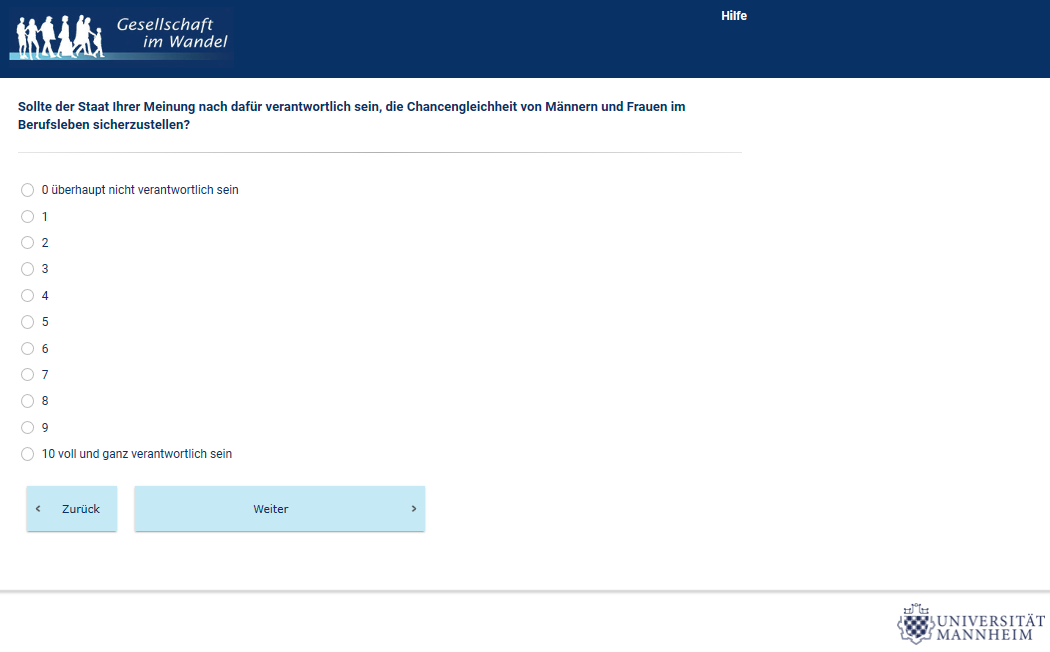 Gesellschaft
im Wandel
Hilfe
Sollte der Staat Ihrer Meinung nach dafür verantwortlich sein, die Chancengleichheit von Männern und Frauen im
Berufsleben sicherzustellen?
0 überhaupt nicht verantwortlich sein
1
2
3
4
5
6
7
8
9
10 voll und ganz verantwortlich sein
‹ Zurück
Weiter ›
UNIVERSITÄT
MANNHEIM